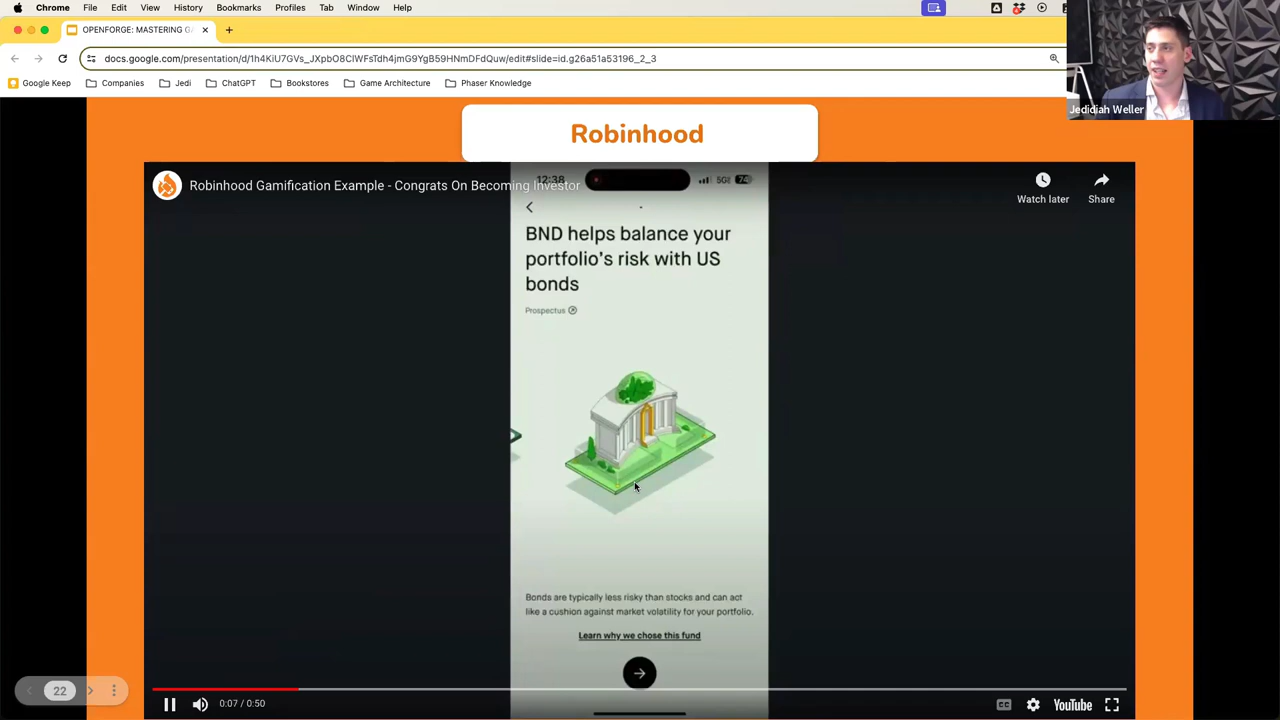 Chrome File Edit View History Bookmarks Profiles Tab Window Help
OPENFORGE: MASTERING GA
docs.google.com/presentation/d/1h4KiU7GVs_JXpbO8CIWFsTdh4jmG9YgB59HNmDFdQuw/edit#slide=id.g26a51a53196_2_3
Google Keep Companies Jedi ChatGPT Bookstores Game Architecture Phaser Knowledge
Jedidiah Weller
Robinhood
Robinhood Gamification Example - Congrats On Becoming Investor
12:38 5G 74
Watch later Share
BND helps balance your
portfolio's risk with US
bonds
Prospectus
Bonds are typically less risky than stocks and can act
like a cushion against market volatility for your portfolio.
Learn why we chose this fund
22
0:07 / 0:50
CC
YouTube